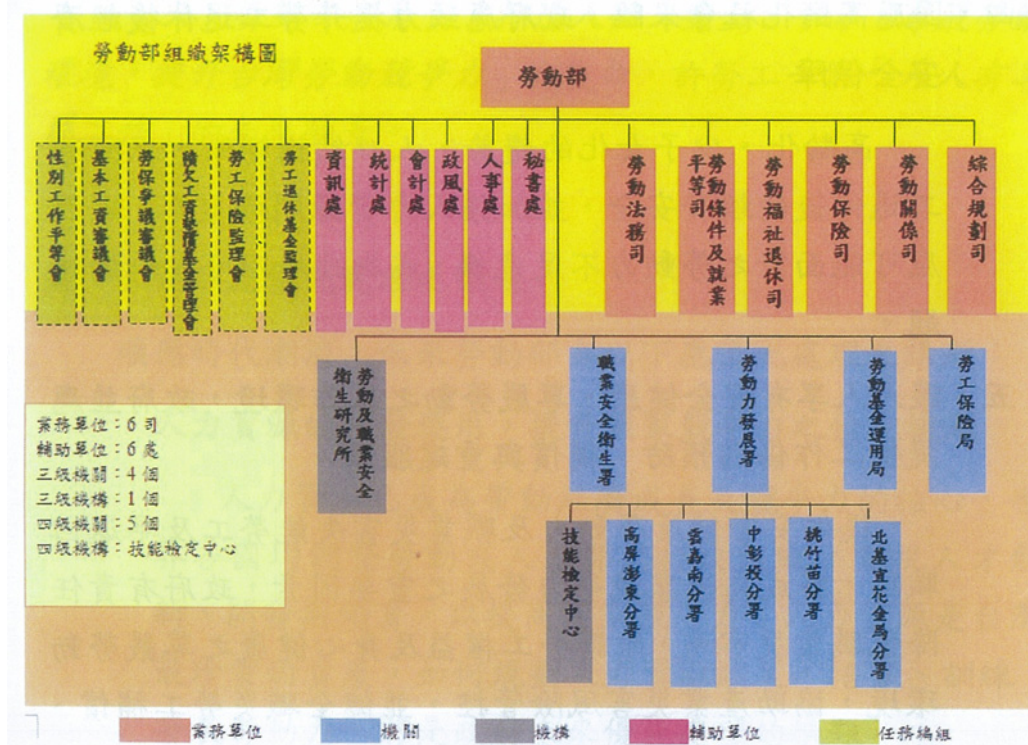 勞動部組織架構圖
勞動部
性別工作平等會
基本工資審議會
勞保爭議審議會
積欠工資墊償基金管理會
勞工保險監理會
勞工退休基金監理會
資訊處
統計處
會計處
政風處
人事處
秘書處
勞動法務司
勞動條件及就業
平等司
勞動福祉退休司
勞動保險司
勞動關係司
綜合規劃司
勞動及職業安全
衛生研究所
職業安全衛生署
勞動力發展署
勞動基金運用局
勞工保險局
業務單位：6 司
輔助單位：6 處
三級機關：4 個
三級機構：1 個
四級機關：5 個
四級機構：技能檢定中心
技能檢定中心
高屏澎東分署
雲嘉南分署
中彰投分署
桃竹苗分署
北基宜花金馬分署
業務單位
機關
機構
輔助單位
任務編組